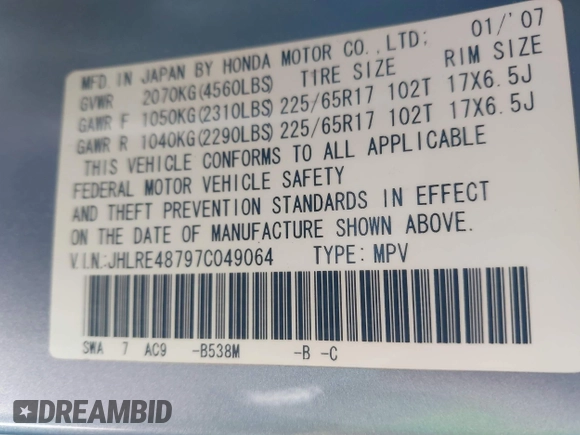 MFD. IN JAPAN BY HONDA MOTOR CO.,LTD; 01/'07
GVWR 2070KG(4560LBS) TIRE SIZE RIM SIZE
GAWR F 1050KG(2310LBS) 225/65R17 102T 17X6.5J
GAWR R 1040KG(2290LBS) 225/65R17 102T 17X6.5J
THIS VEHICLE CONFORMS TO ALL APPLICABLE
FEDERAL MOTOR VEHICLE SAFETY
AND THEFT PREVENTION STANDARDS IN EFFECT
ON THE DATE OF MANUFACTURE SHOWN ABOVE.
V.I.N.:JHLRE48797C049064 TYPE: MPV
SWA 7 AC9 -B538M -B -C
DREAMBID